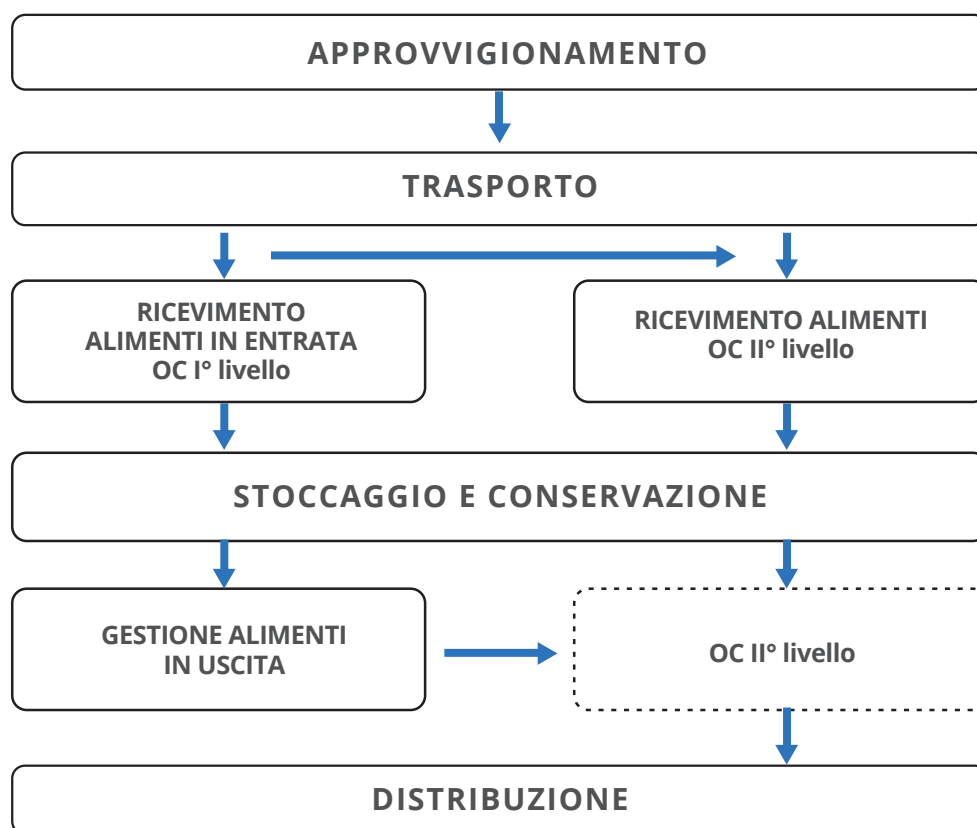 APPROVVIGIONAMENTO
TRASPORTO
RICEVIMENTO
ALIMENTI IN ENTRATA
OC I° livello
RICEVIMENTO ALIMENTI
OC II° livello
STOCCAGGIO E CONSERVAZIONE
GESTIONE ALIMENTI
IN USCITA
OC II° livello
DISTRIBUZIONE